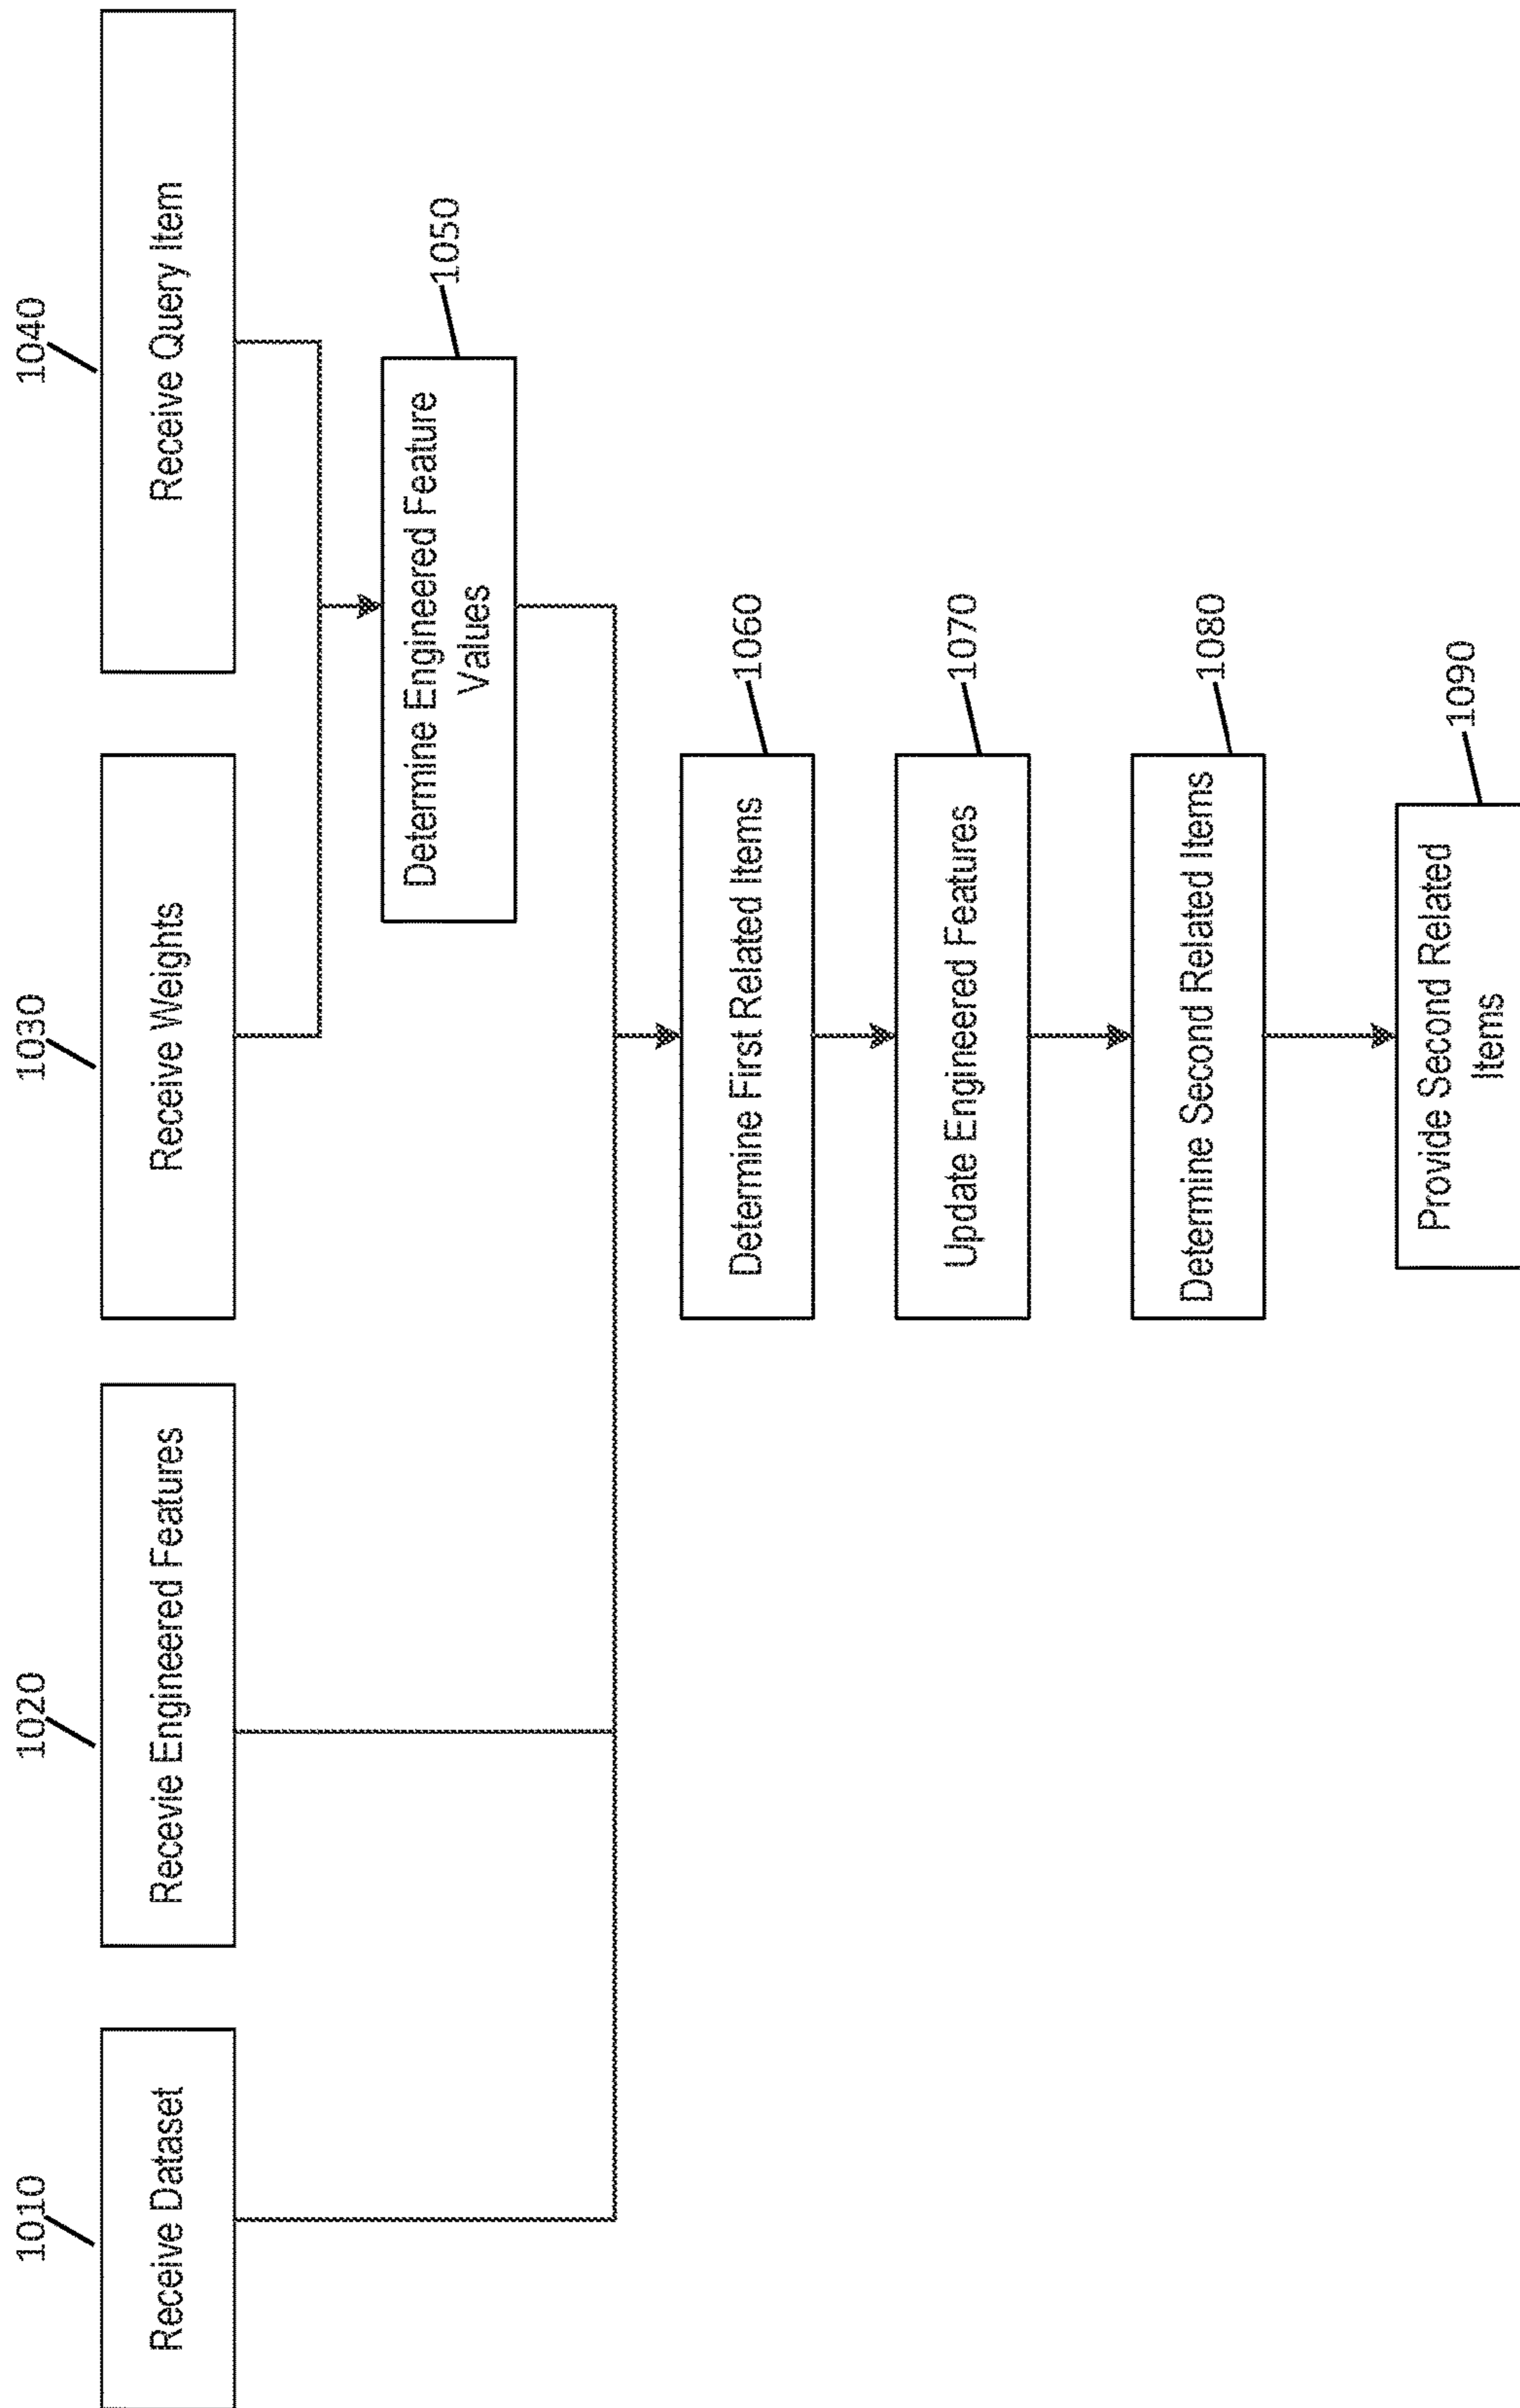 1010
Receive Dataset
1020
Recevie Engineered Features
1030
Receive Weights
1040
Receive Query Item
1050
Determine Engineered Feature
Values
1060
Determine First Related Items
1070
Update Engineered Features
1080
Determine Second Related Items
1090
Provide Second Related
Items